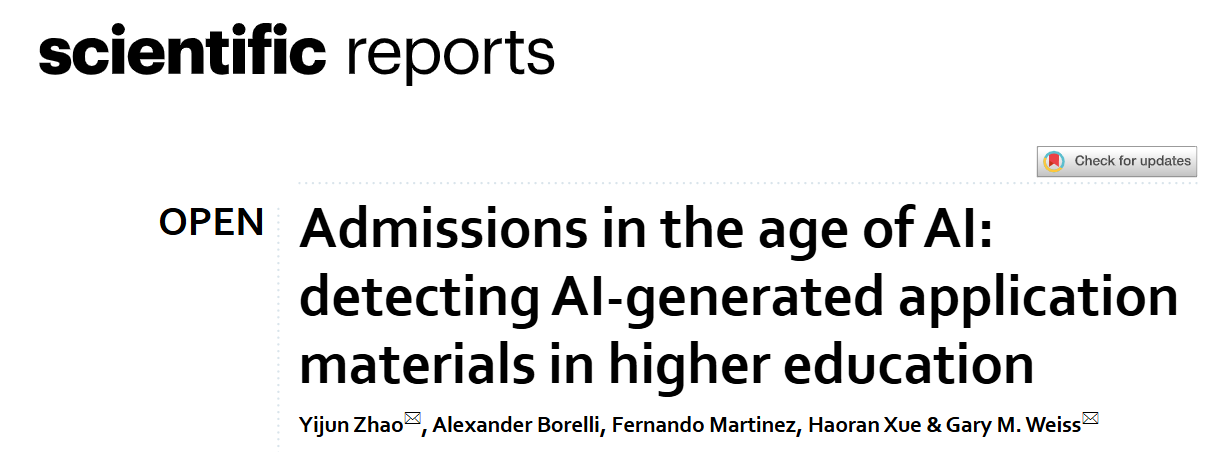 scientific reports
Check for updates
OPEN
Admissions in the age of AI:
detecting AI-generated application
materials in higher education
Yijun Zhao, Alexander Borelli, Fernando Martinez, Haoran Xue & Gary M. Weiss